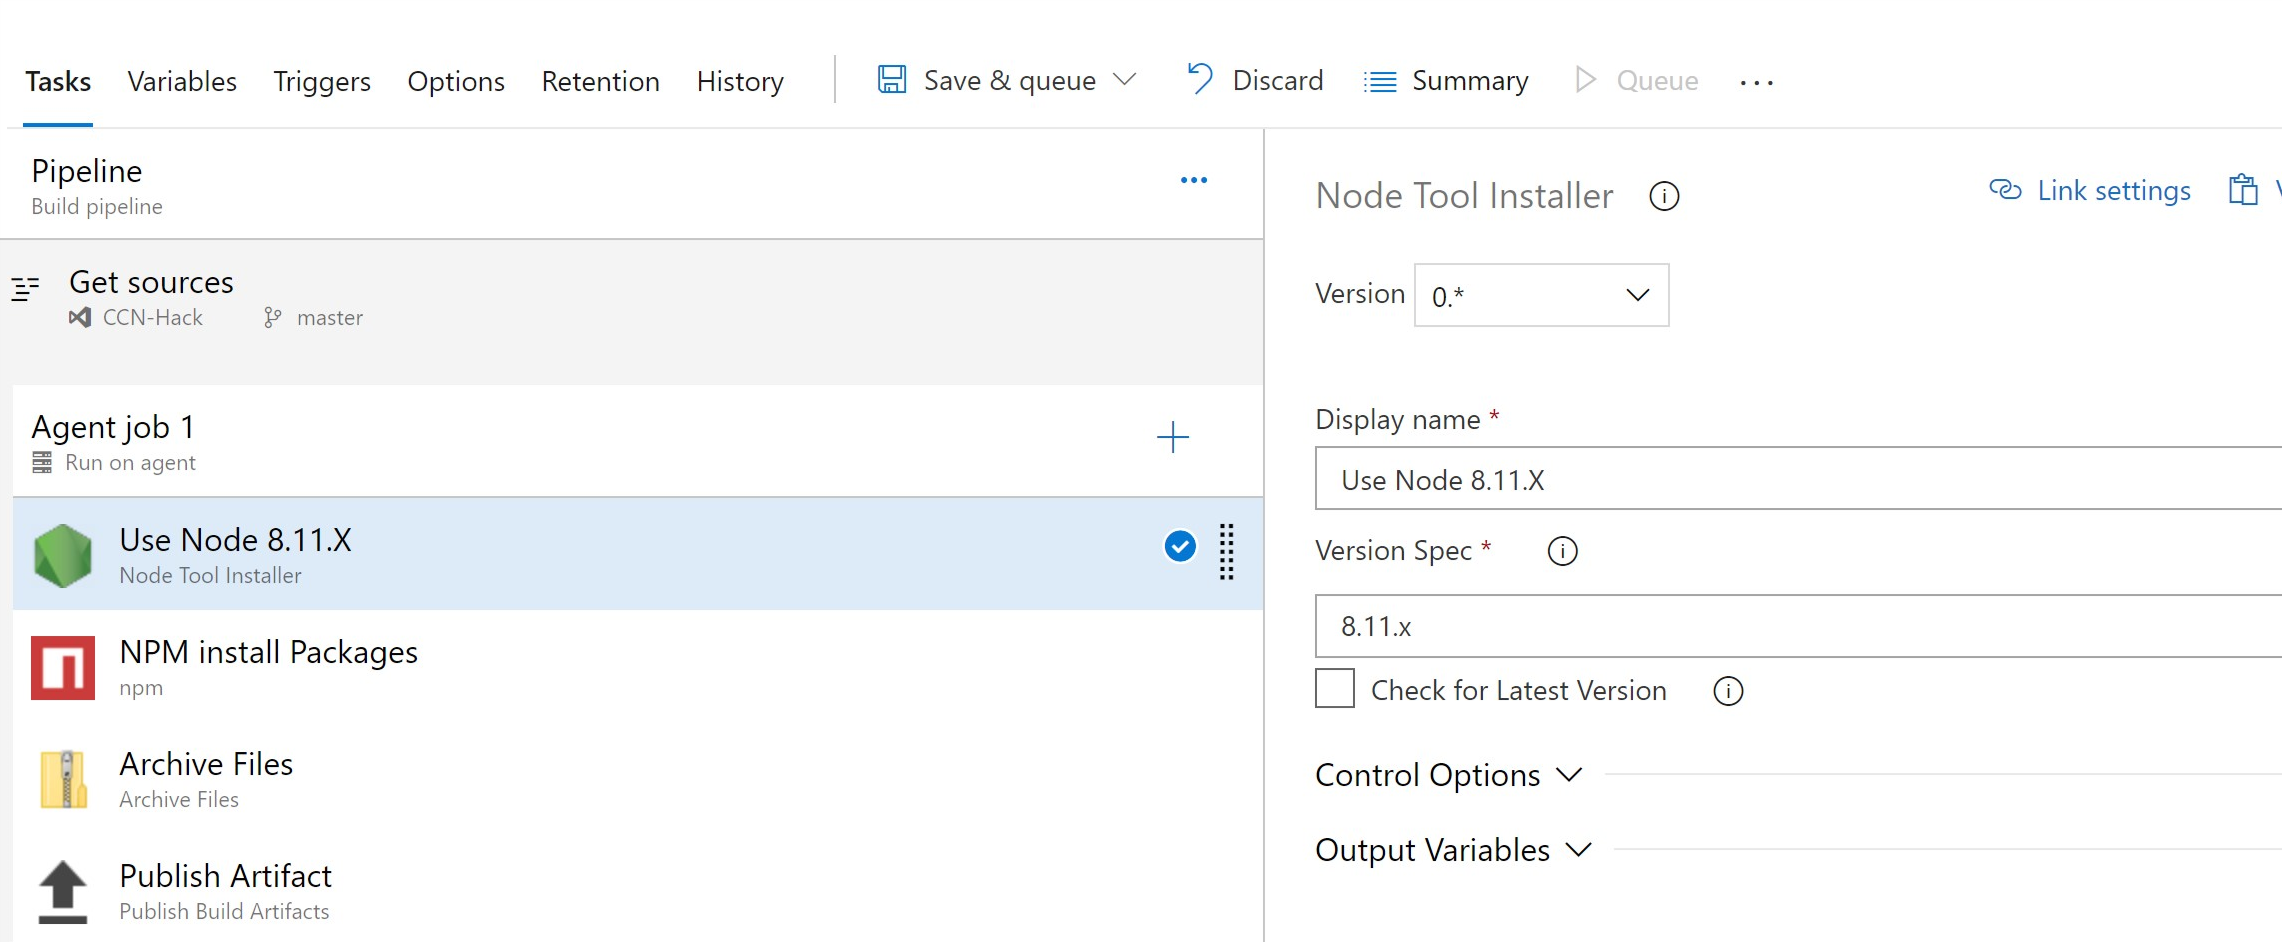 Tasks Variables Triggers Options Retention History Save & queue Discard Summary Queue ...
Pipeline
Build pipeline
Get sources
CCN-Hack master
Agent job 1
Run on agent
Use Node 8.11.X
Node Tool Installer
NPM install Packages
npm
Archive Files
Archive Files
Publish Artifact
Publish Build Artifacts
Node Tool Installer Link settings
Version 0.*
Display name *
Use Node 8.11.X
Version Spec *
8.11.x
Check for Latest Version
Control Options
Output Variables